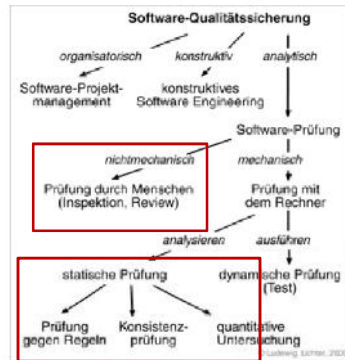 Software-Qualitätssicherung
organisatorisch konstruktiv analytisch
Software-Projekt-
management
konstruktives
Software Engineering
Software-Prüfung
nichtmechanisch mechanisch
Prüfung durch Menschen
(Inspektion, Review)
Prüfung mit
dem Rechner
analysieren ausführen
statische Prüfung
dynamische Prüfung
(Test)
Prüfung
gegen Regeln
Konsistenz-
prüfung
quantitative
Untersuchung
Ludewig, Lichter,